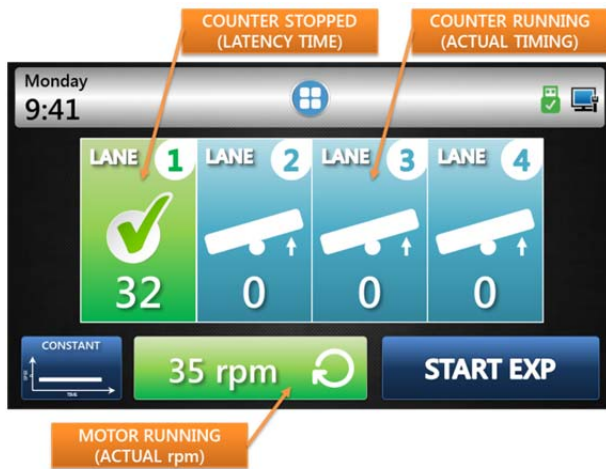 COUNTER STOPPED
(LATENCY TIME)
COUNTER RUNNING
(ACTUAL TIMING)
Monday
9:41
LANE 1
LANE 2
LANE 3
LANE 4
32
0
0
0
CONSTANT
TIME
35 rpm
START EXP
MOTOR RUNNING
(ACTUAL rpm)